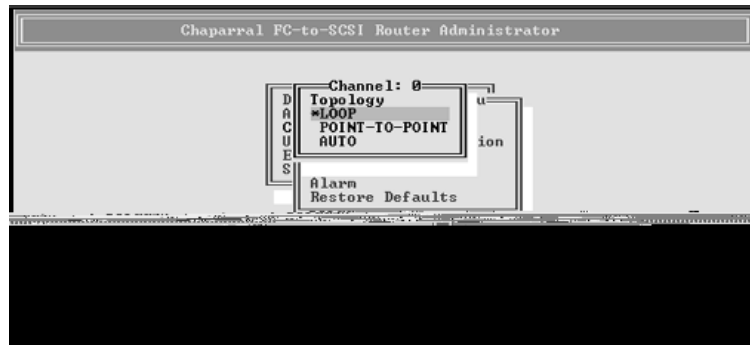 Chaparral FC-to-SCSI Router Administrator
Channel: 0
D Topology u
A *LOOP
C POINT-TO-POINT
U AUTO ion
E
S
Alarm
Restore Defaults